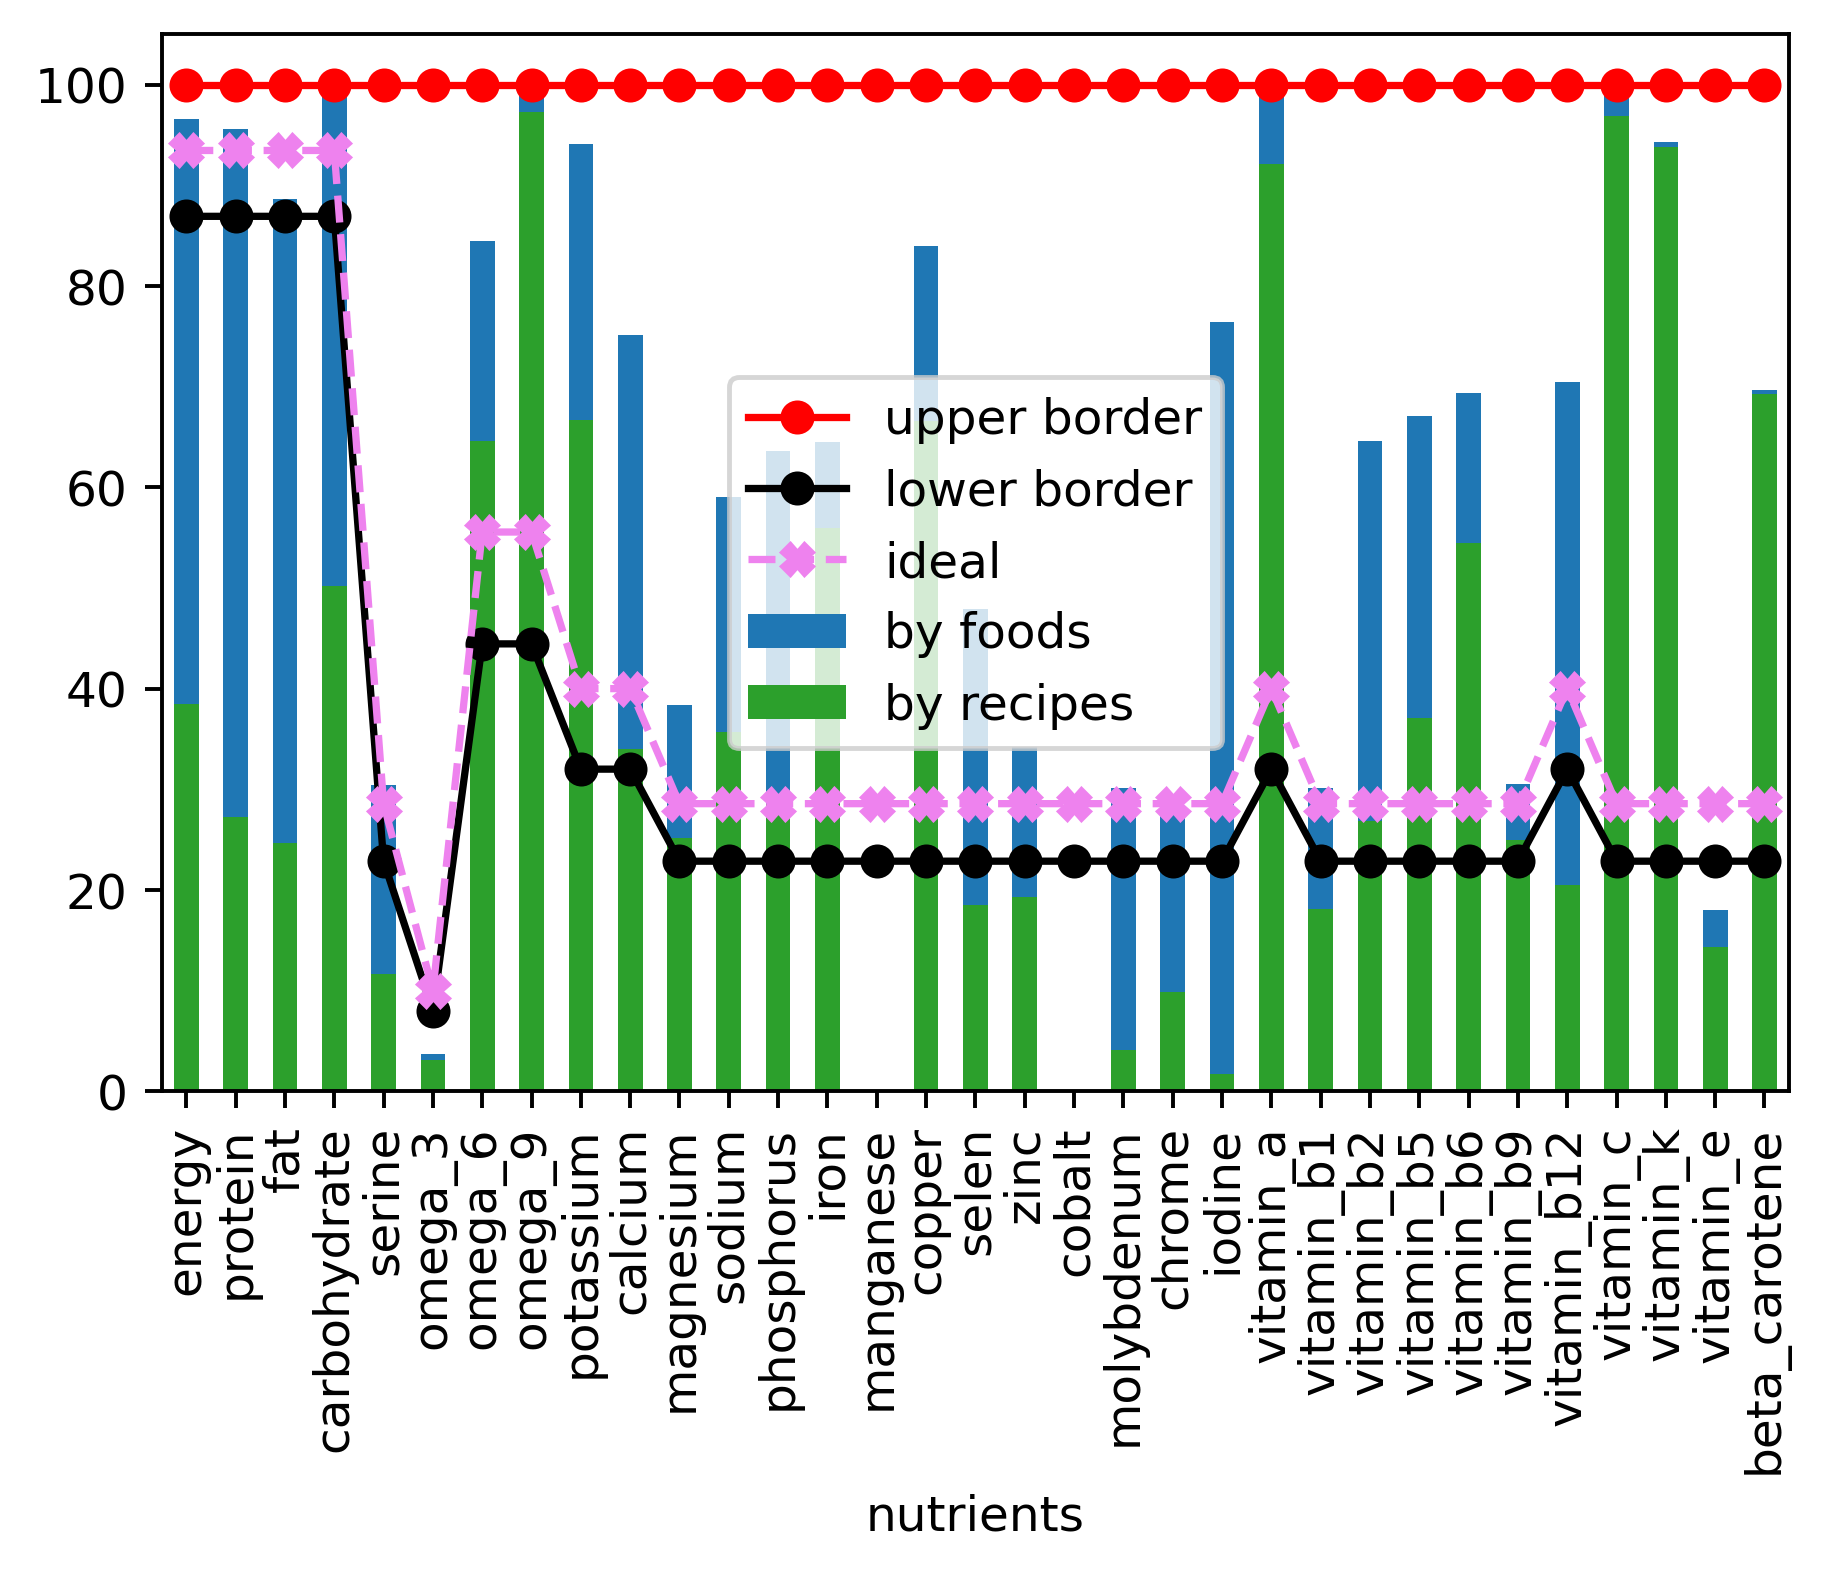 100
80
60
40
20
0
upper border
lower border
ideal
by foods
by recipes
energy
protein
fat
carbohydrate
serine
omega_3
omega_6
omega_9
potassium
calcium
magnesium
sodium
phosphorus
iron
manganese
copper
selen
zinc
cobalt
molybdenum
chrome
iodine
vitamin_a
vitamin_b1
vitamin_b2
vitamin_b5
vitamin_b6
vitamin_b9
vitamin_b12
vitamin_c
vitamin_k
vitamin_e
beta_carotene
nutrients